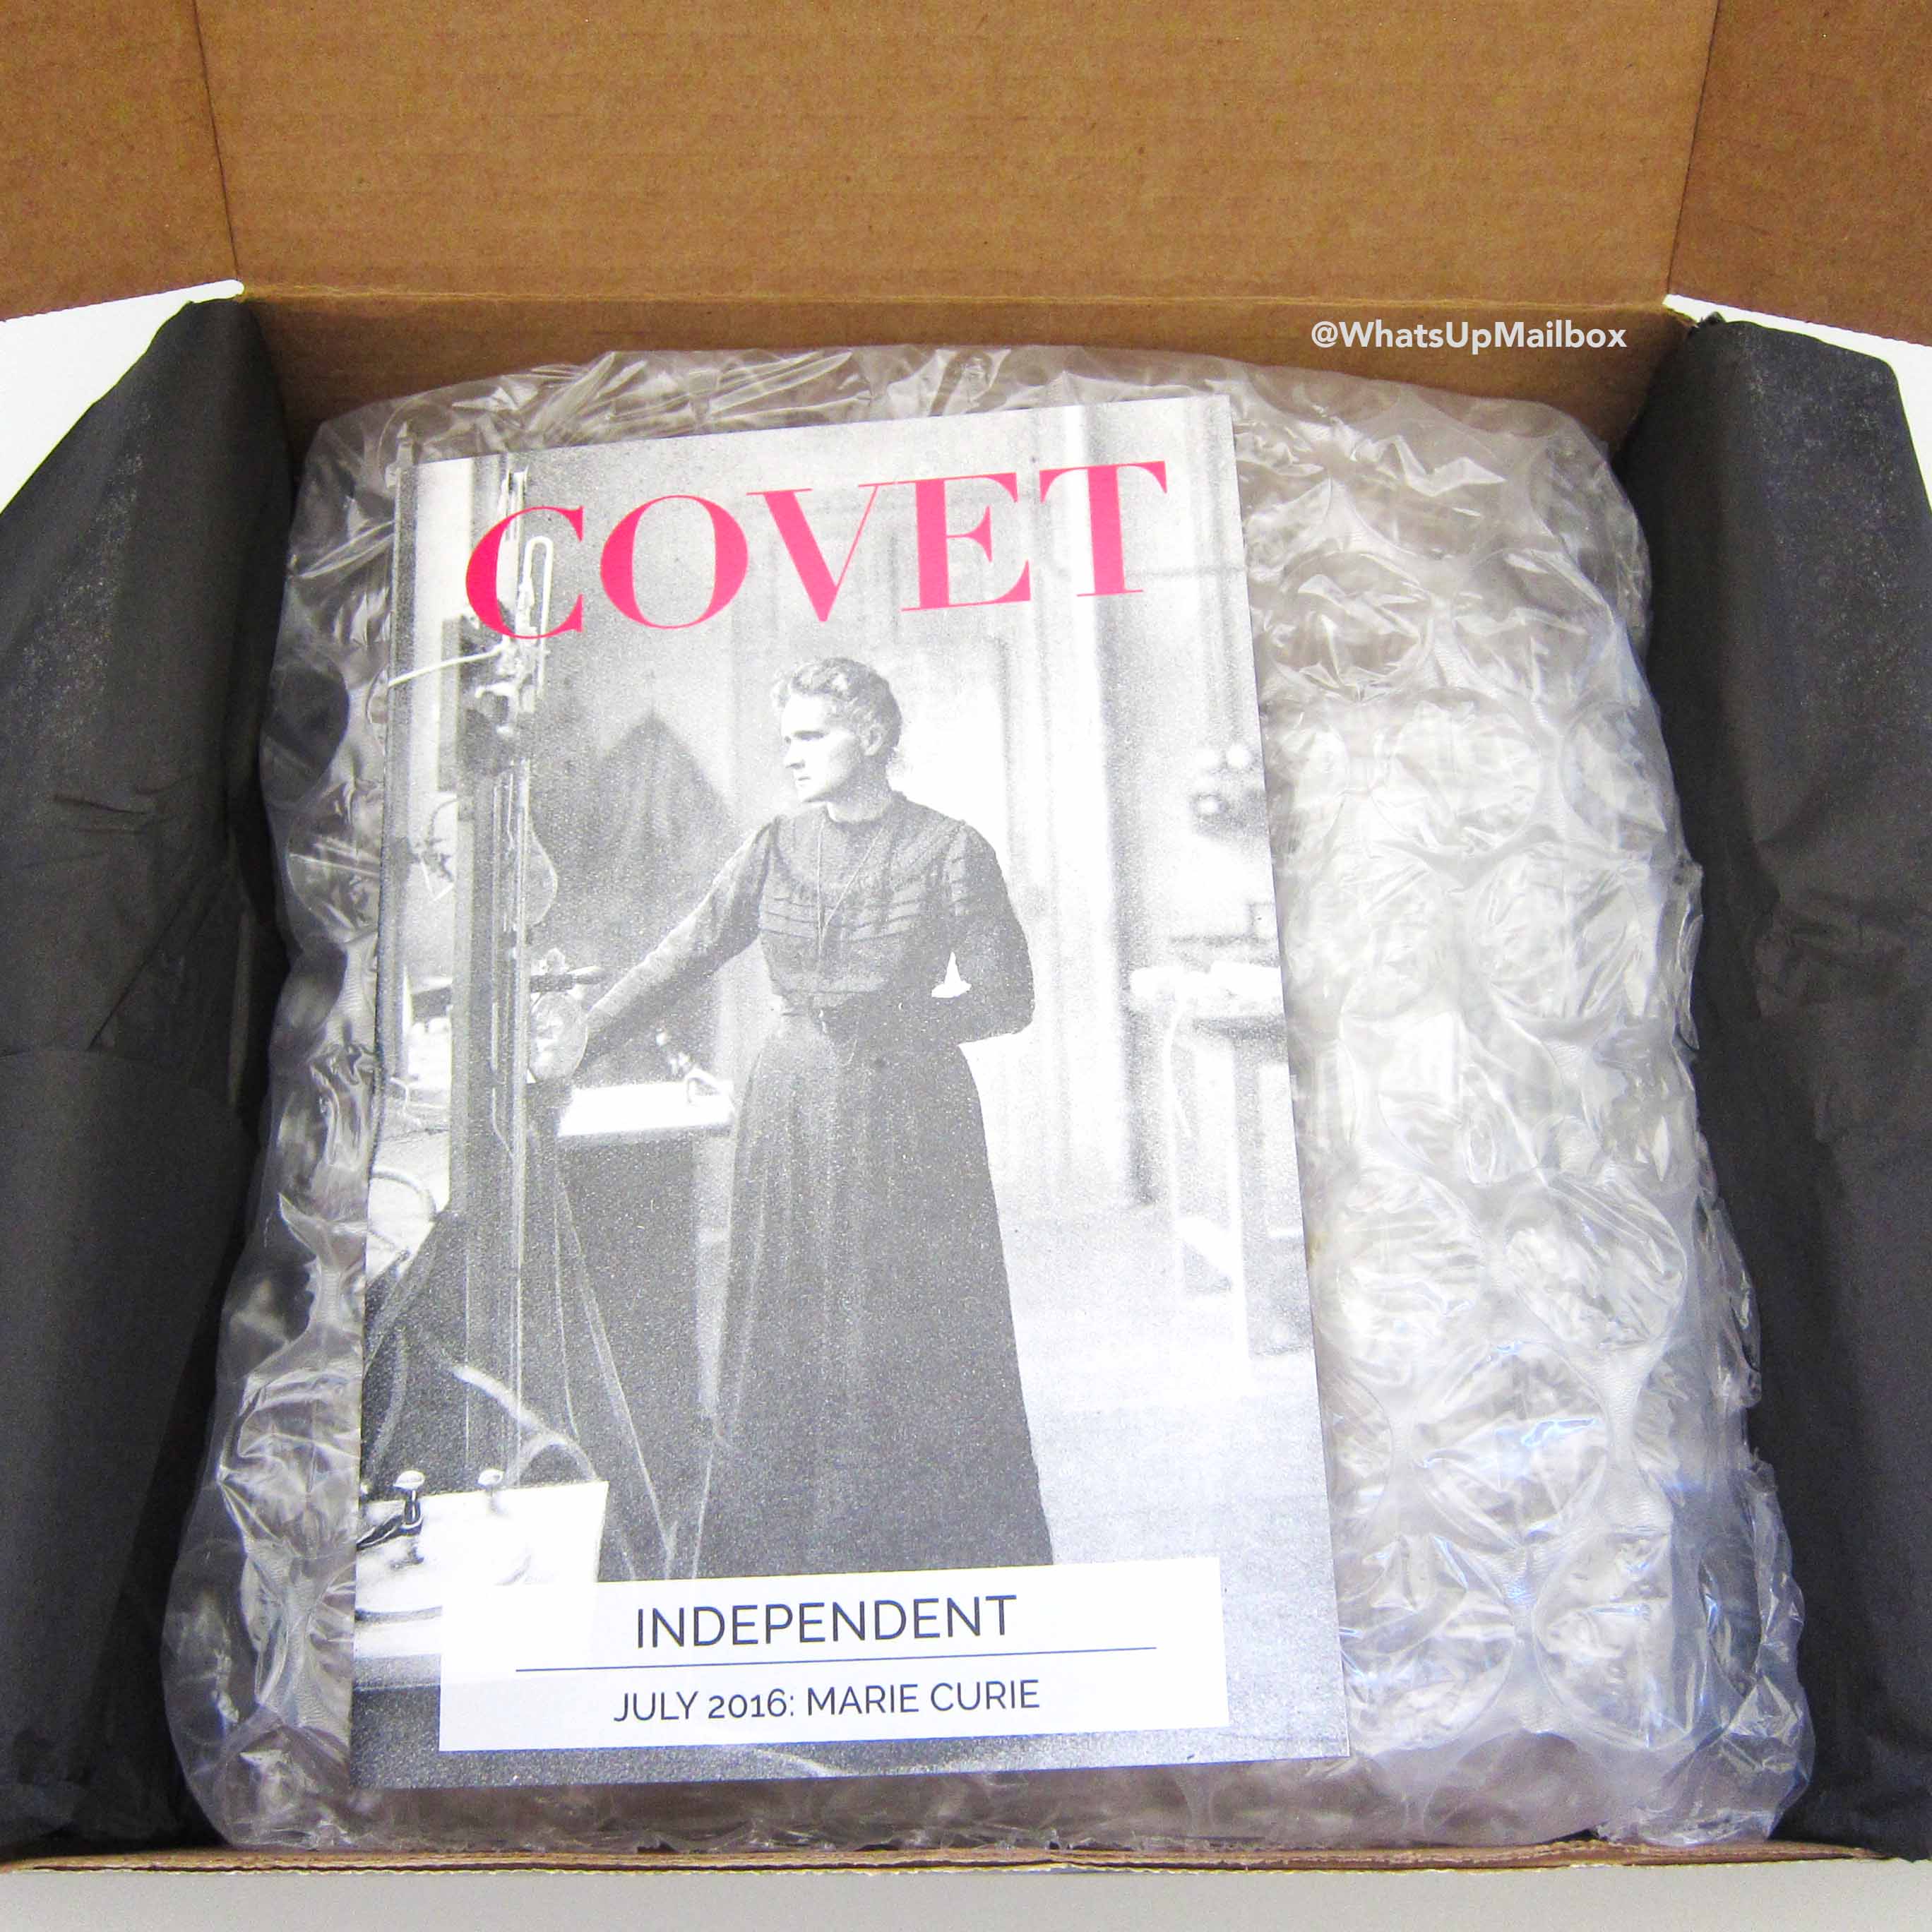 @WhatsUpMailbox
COVET
INDEPENDENT
JULY 2016: MARIE CURIE